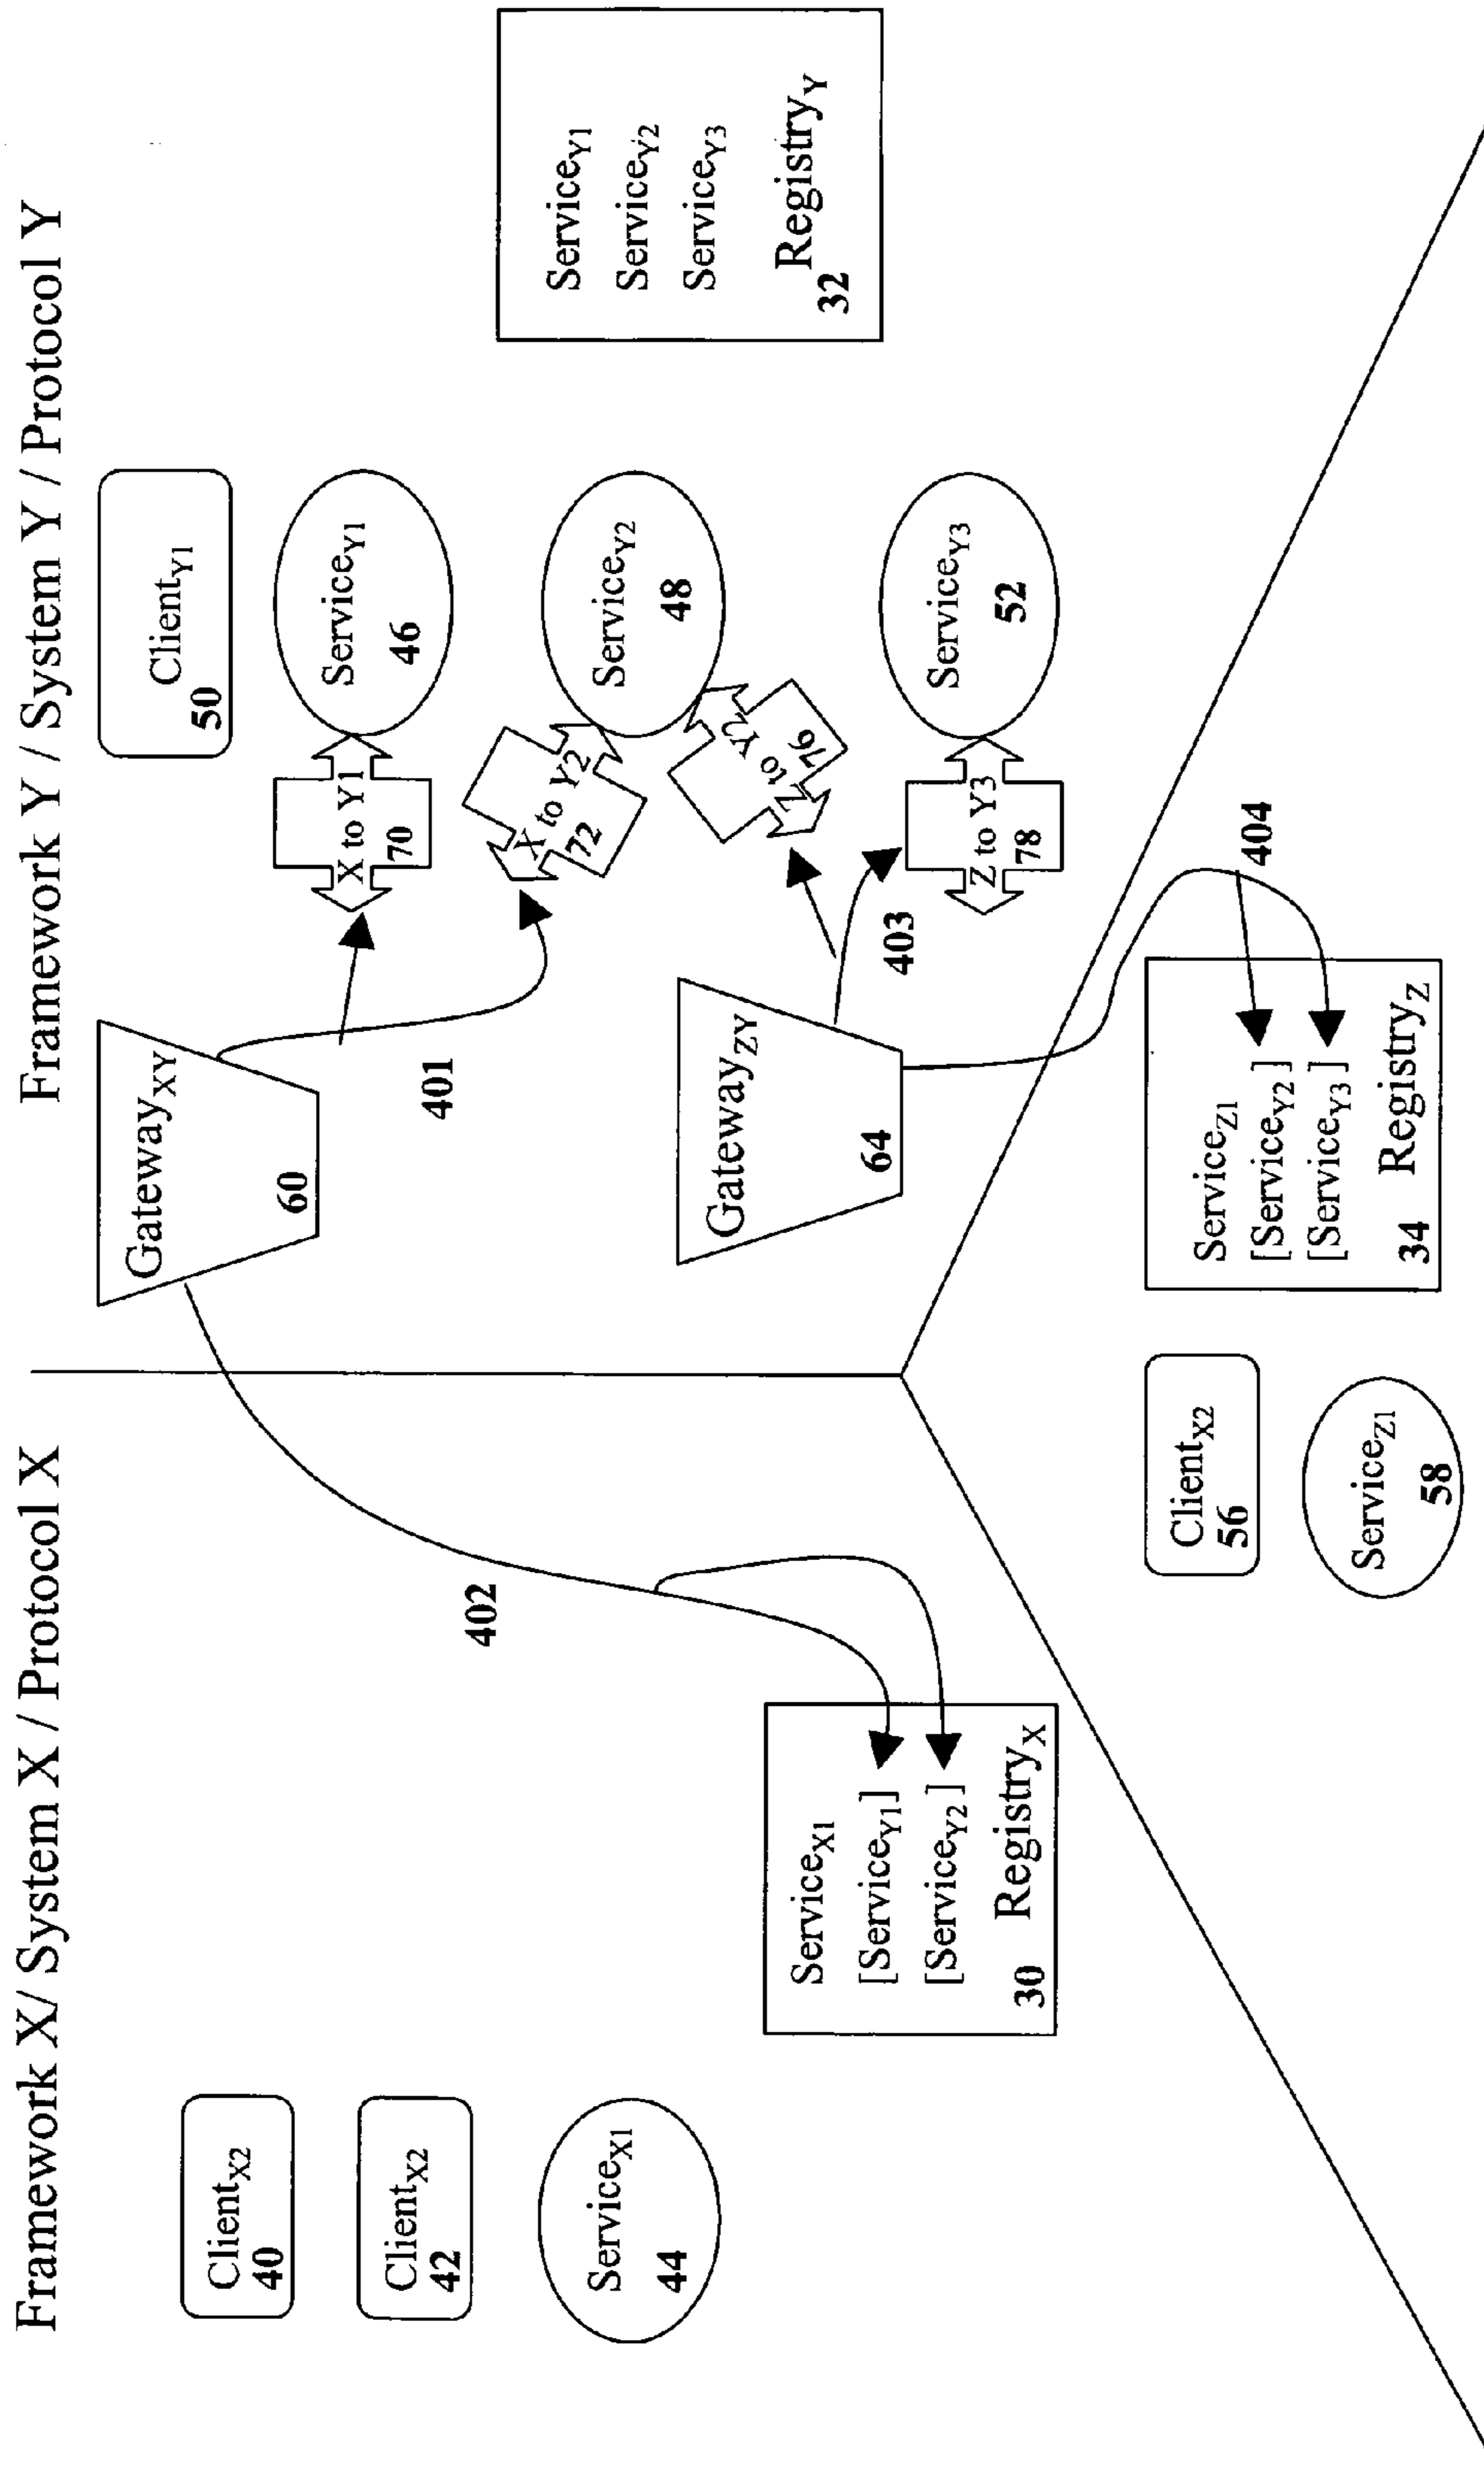 Framework X/ System X / Protocol X
Framework Y / System Y / Protocol Y
Client_X2
40
Client_X2
42
Service_X1
44
Service_X1
[Service_Y1]
[Service_Y2]
30 Registry_X
402
Gateway_XY
60
401
Gateway_ZY
64
403
Client_Y1
50
X to Y1
70
Service_Y1
46
X to Y2
72
Service_Y2
48
Z to Y2
76
Z to Y3
78
Service_Y3
52
Service_Y1
Service_Y2
Service_Y3
Registry_Y
32
404
Client_X2
56
Service_Z1
58
Service_Z1
[Service_Y2]
[Service_Y3]
34 Registry_Z